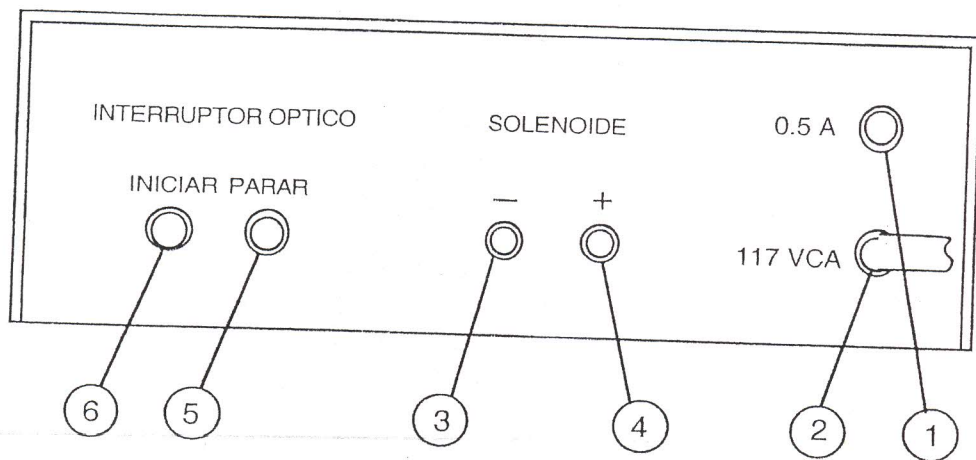 INTERRUPTOR OPTICO
SOLENOIDE
0.5 A
INICIAR PARAR
− +
117 VCA
6 5 3 4 2 1